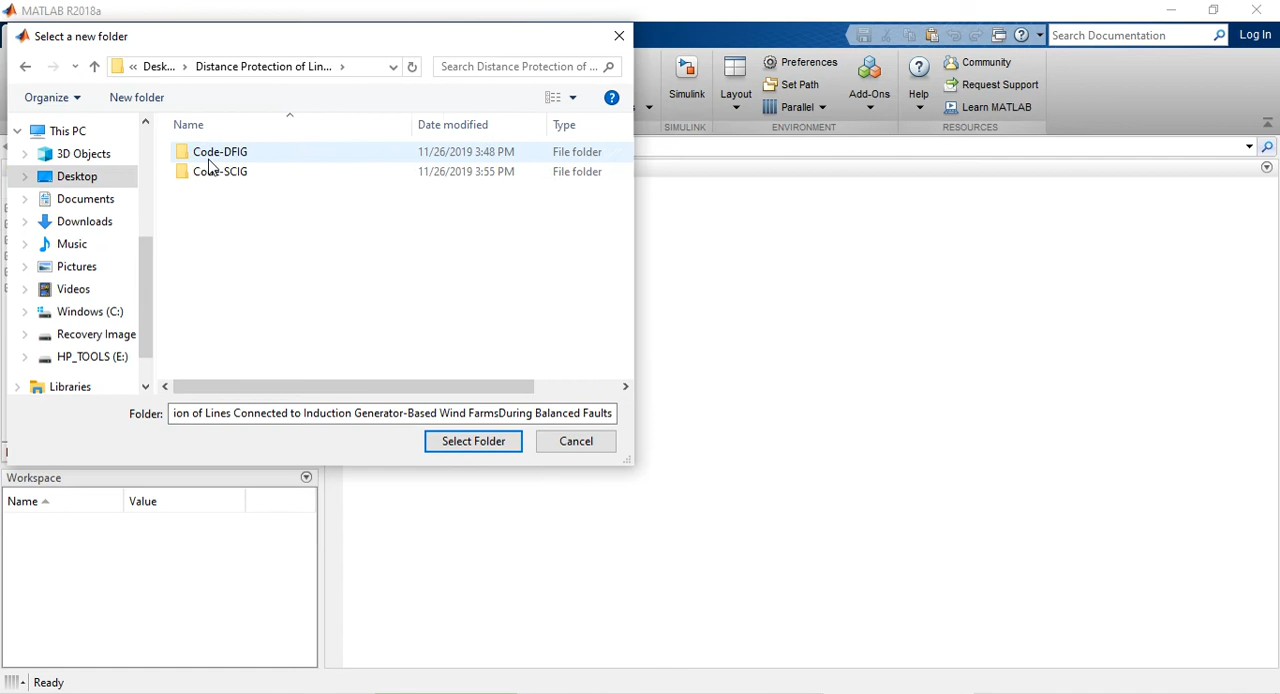 MATLAB R2018a
Select a new folder
« Desk... › Distance Protection of Lin... ›
Search Distance Protection of ...
Organize
New folder
Name
Date modified
Type
This PC
3D Objects
Desktop
Documents
Downloads
Music
Pictures
Videos
Windows (C:)
Recovery Image
HP_TOOLS (E:)
Libraries
Code-DFIG 11/26/2019 3:48 PM File folder
Code-SCIG 11/26/2019 3:55 PM File folder
Folder: ion of Lines Connected to Induction Generator-Based Wind FarmsDuring Balanced Faults
Select Folder
Cancel
Search Documentation
Log In
Simulink
Layout
Preferences
Set Path
Parallel
Add-Ons
Help
Community
Request Support
Learn MATLAB
SIMULINK
ENVIRONMENT
RESOURCES
Workspace
Name
Value
Ready